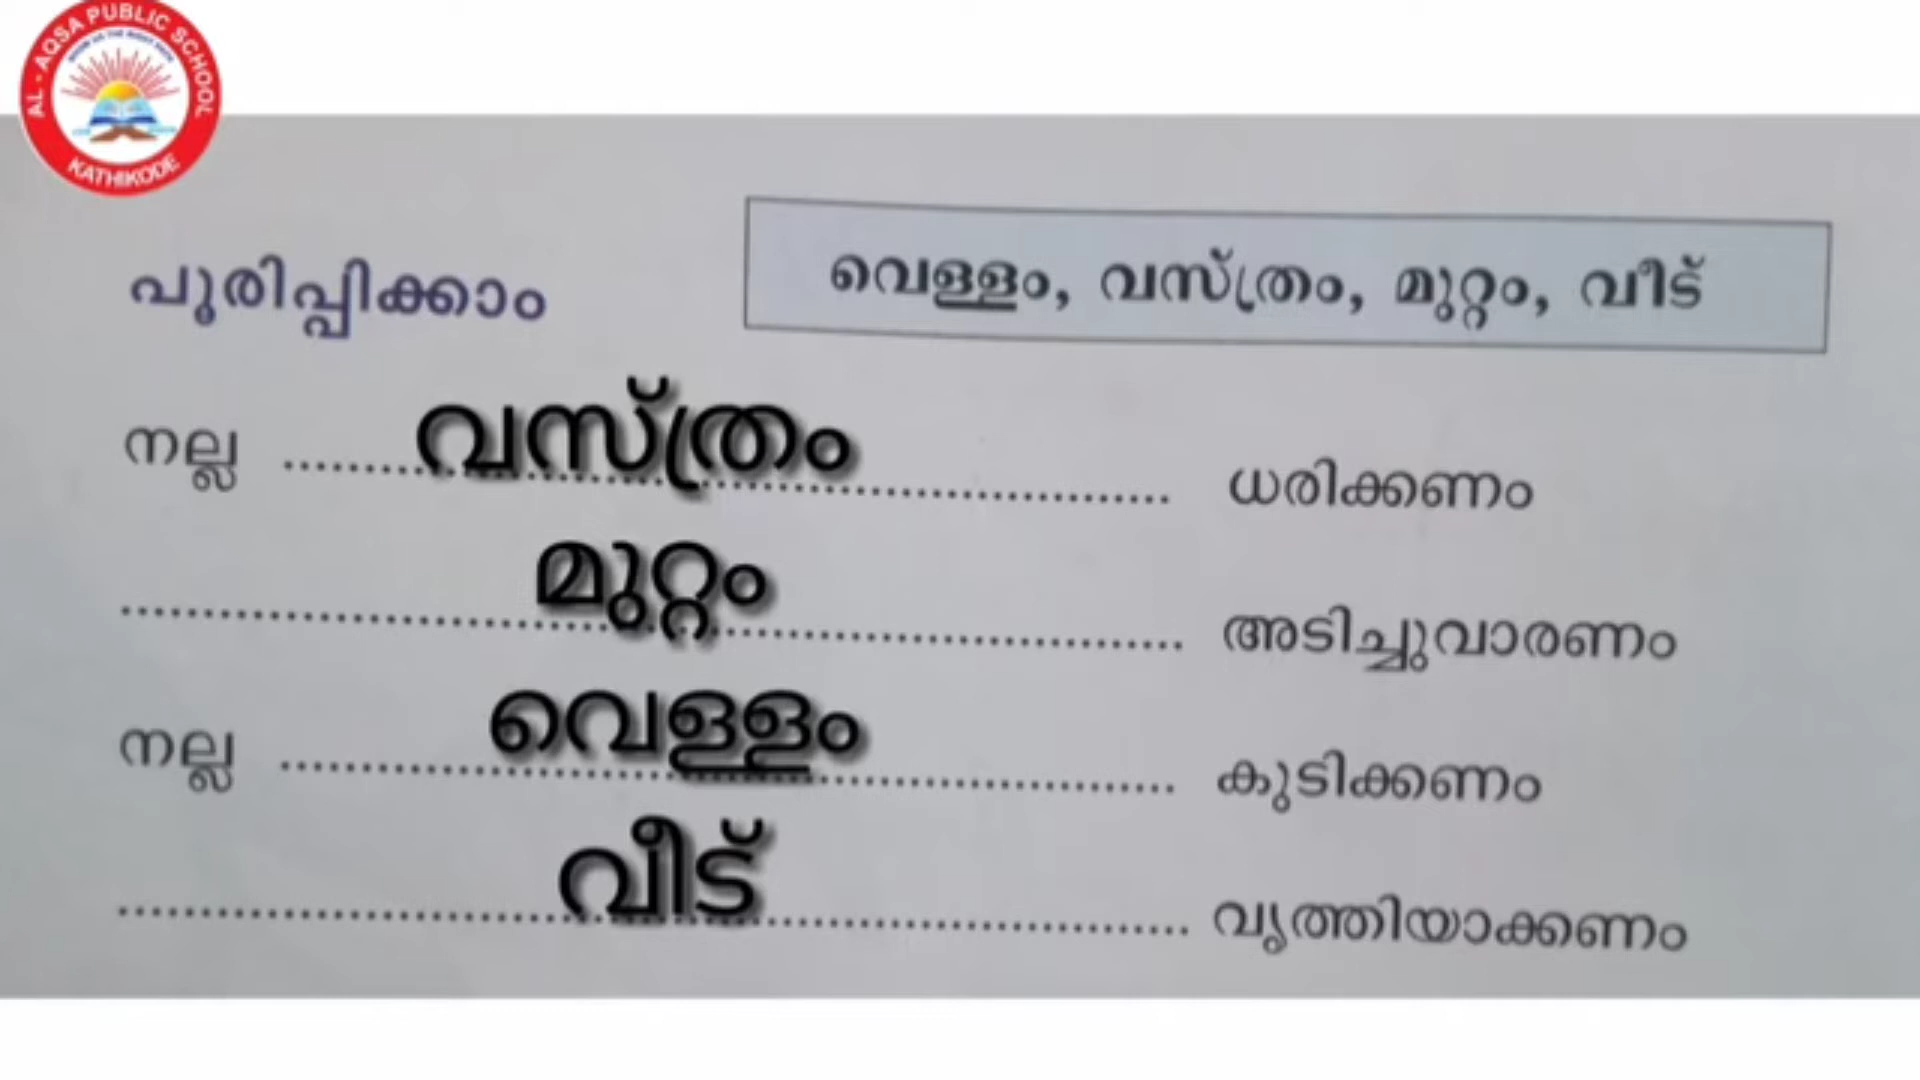 AL - AQSA PUBLIC SCHOOL
KATHIKODE
പൂരിപ്പിക്കാം
വെള്ളം, വസ്ത്രം, മുറ്റം, വീട്
നല്ല .......... വസ്ത്രം .......... ധരിക്കണം
.......... മുറ്റം .......... അടിച്ചുവാരണം
നല്ല .......... വെള്ളം .......... കുടിക്കണം
.......... വീട് .......... വൃത്തിയാക്കണം